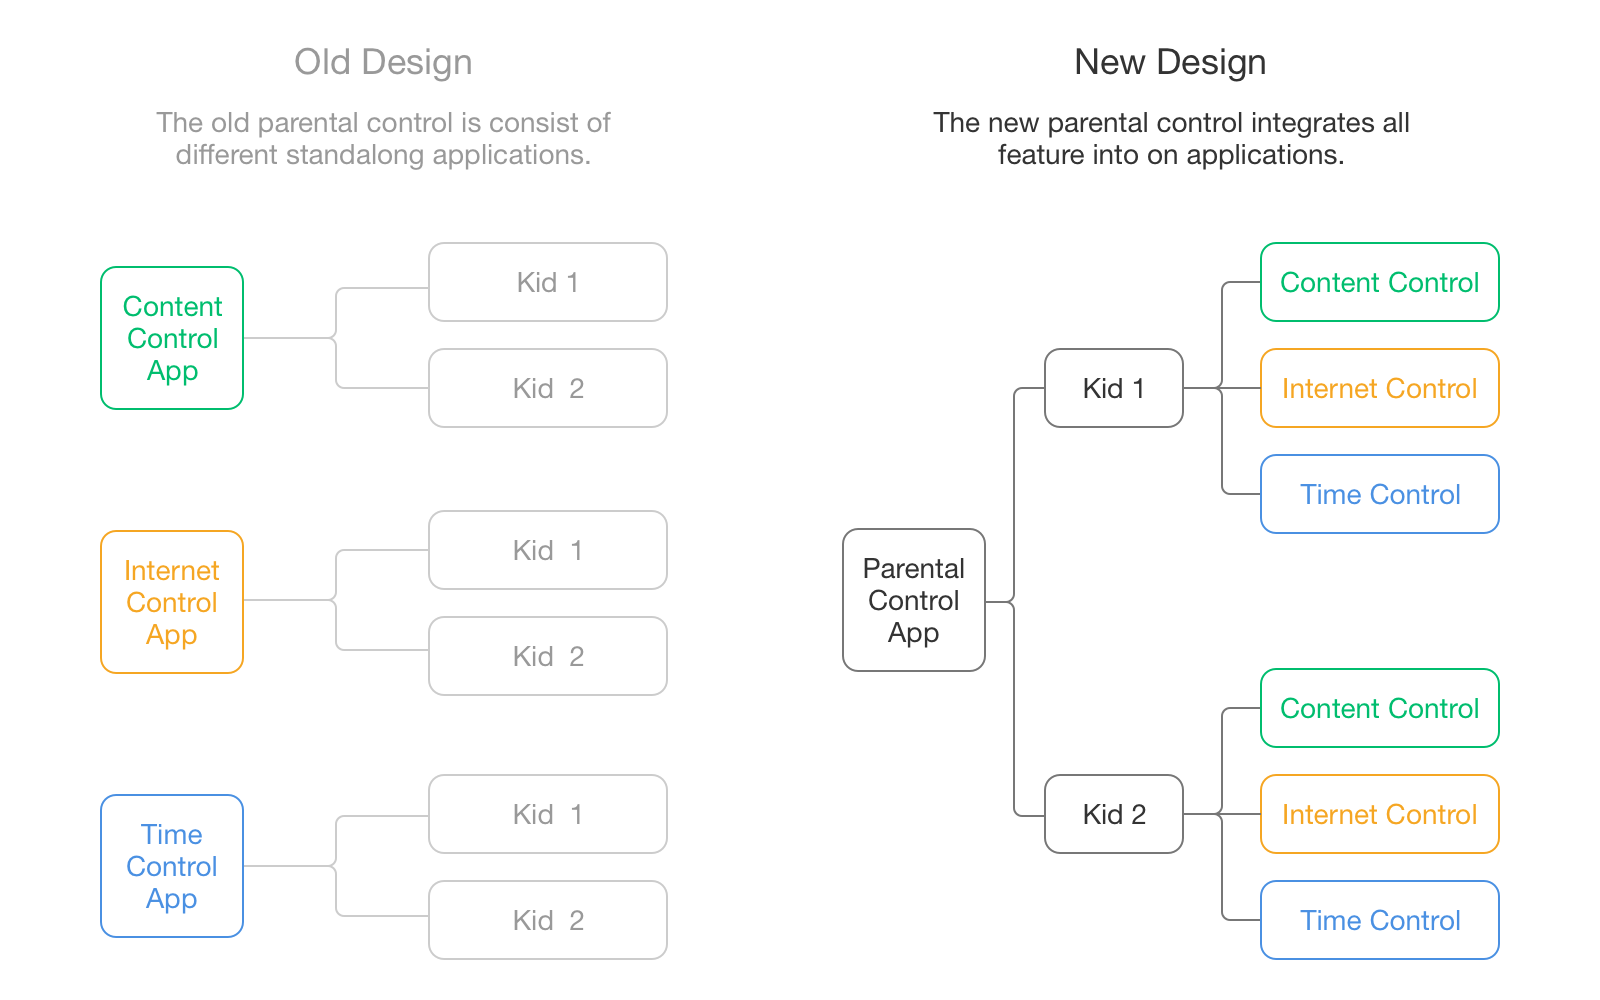 Old Design
The old parental control is consist of
different standalong applications.
Content
Control
App
Kid 1
Kid 2
Internet
Control
App
Kid 1
Kid 2
Time
Control
App
Kid 1
Kid 2
New Design
The new parental control integrates all
feature into on applications.
Parental
Control
App
Kid 1
Content Control
Internet Control
Time Control
Kid 2
Content Control
Internet Control
Time Control